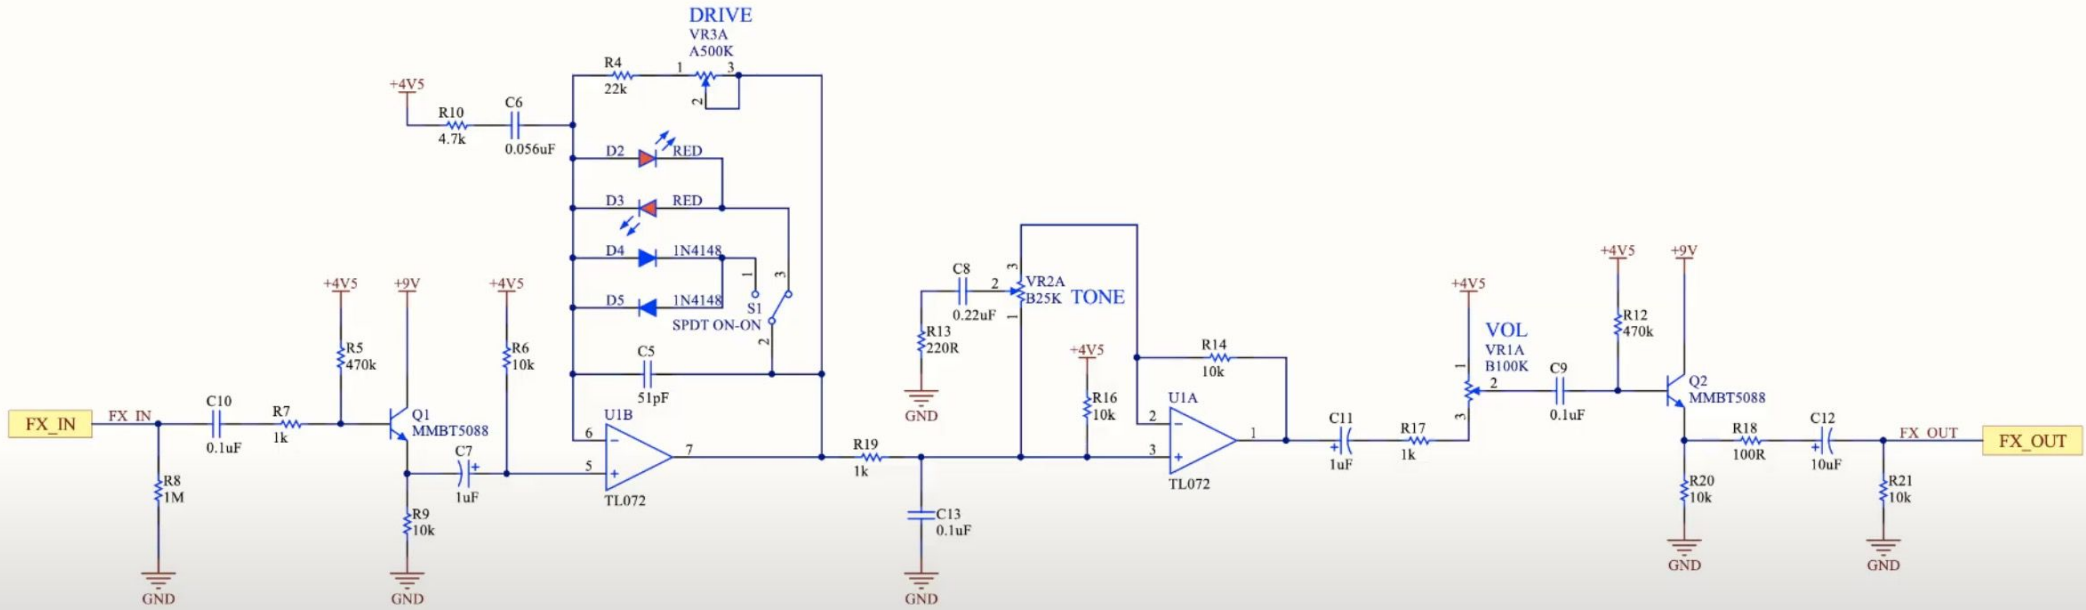 DRIVE
VR3A
A500K
R4
22k
1
3
2
+4V5
R10
4.7k
C6
0.056uF
D2
RED
D3
RED
D4
1N4148
D5
1N4148
1
3
S1
SPDT ON-ON
2
C5
51pF
U1B
6
5
7
TL072
FX_IN
FX_IN
R8
1M
GND
C10
0.1uF
R7
1k
+4V5
R5
470k
+9V
Q1
MMBT5088
R9
10k
GND
C7
+
1uF
+4V5
R6
10k
R19
1k
C13
0.1uF
GND
C8
0.22uF
R13
220R
GND
2
3
1
VR2A
B25K
TONE
+4V5
R16
10k
R14
10k
U1A
2
3
1
TL072
C11
+
1uF
R17
1k
+4V5
VOL
VR1A
B100K
1
2
3
C9
0.1uF
+4V5
R12
470k
+9V
Q2
MMBT5088
R18
100R
C12
+
10uF
R20
10k
GND
R21
10k
GND
FX_OUT
FX_OUT